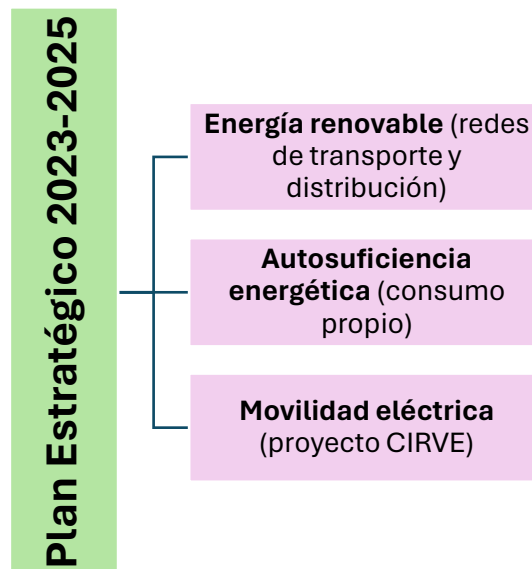 Plan Estratégico 2023-2025
Energía renovable (redes
de transporte y
distribución)
Autosuficiencia
energética (consumo
propio)
Movilidad eléctrica
(proyecto CIRVE)